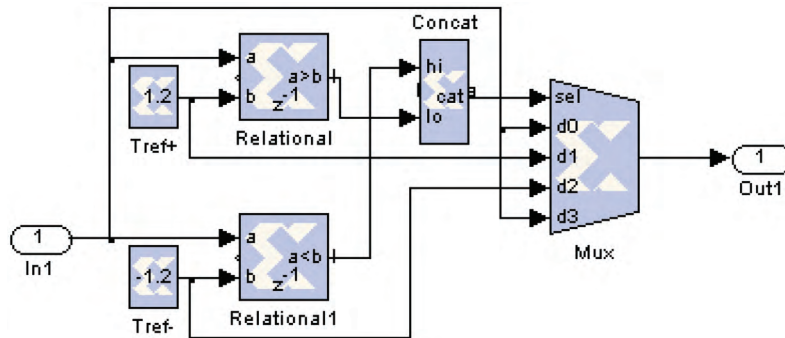 Concat
a
a>b
b
z-1
1.2
Tref+
Relational
hi
cat
lo
sel
d0
d1
d2
d3
Mux
1
Out1
1
In1
a
a<b
b
z-1
-1.2
Tref-
Relational1